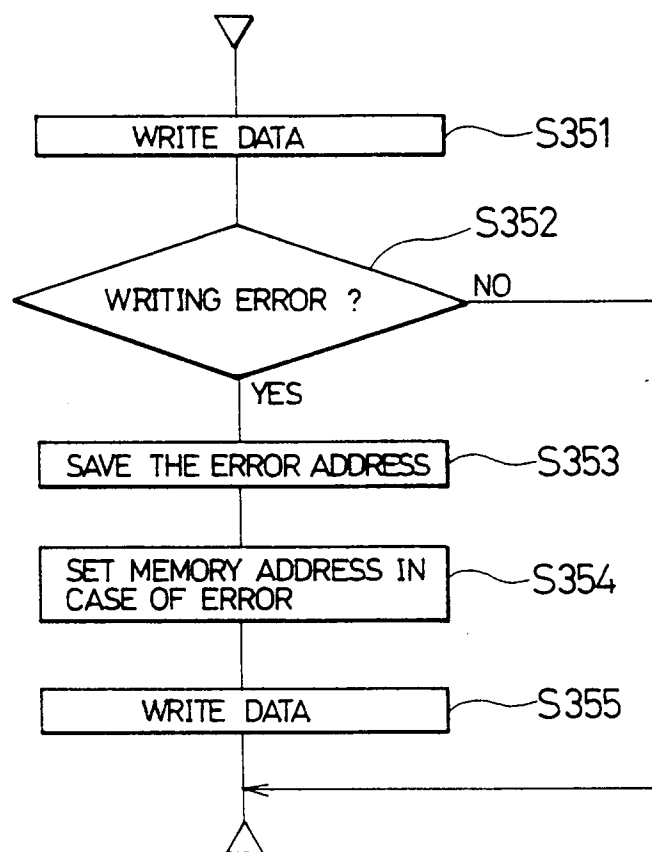 WRITE DATA
S351
S352
WRITING ERROR ?
NO
YES
SAVE THE ERROR ADDRESS
S353
SET MEMORY ADDRESS IN
CASE OF ERROR
S354
WRITE DATA
S355